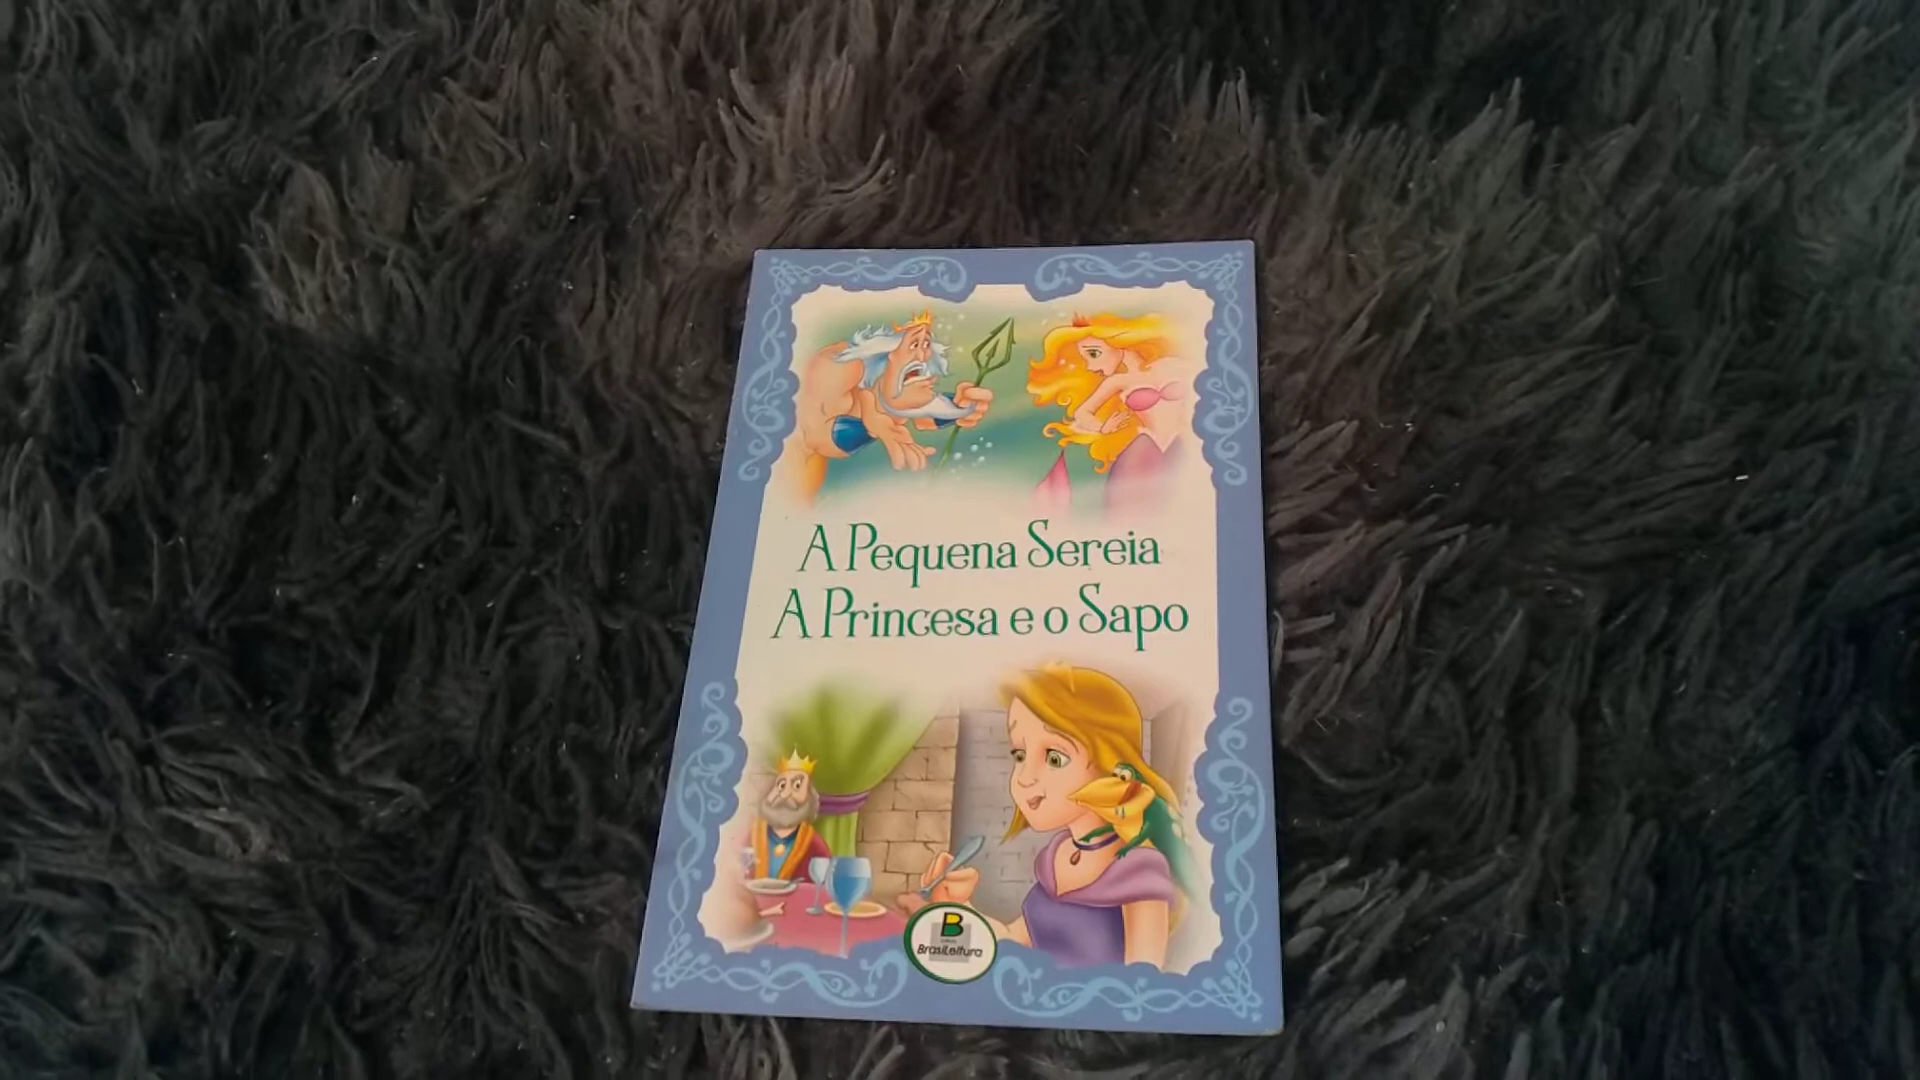 A Pequena Sereia
A Princesa e o Sapo
B
BrasiLeitura